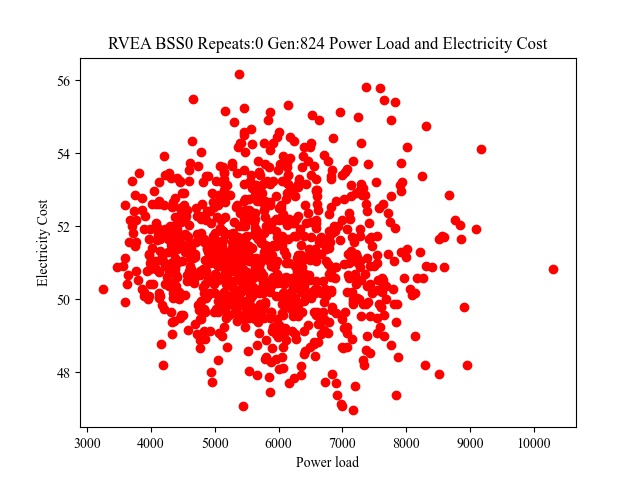 RVEA BSS0 Repeats:0 Gen:824 Power Load and Electricity Cost
56
54
52
50
48
Electricity Cost
3000 4000 5000 6000 7000 8000 9000 10000
Power load